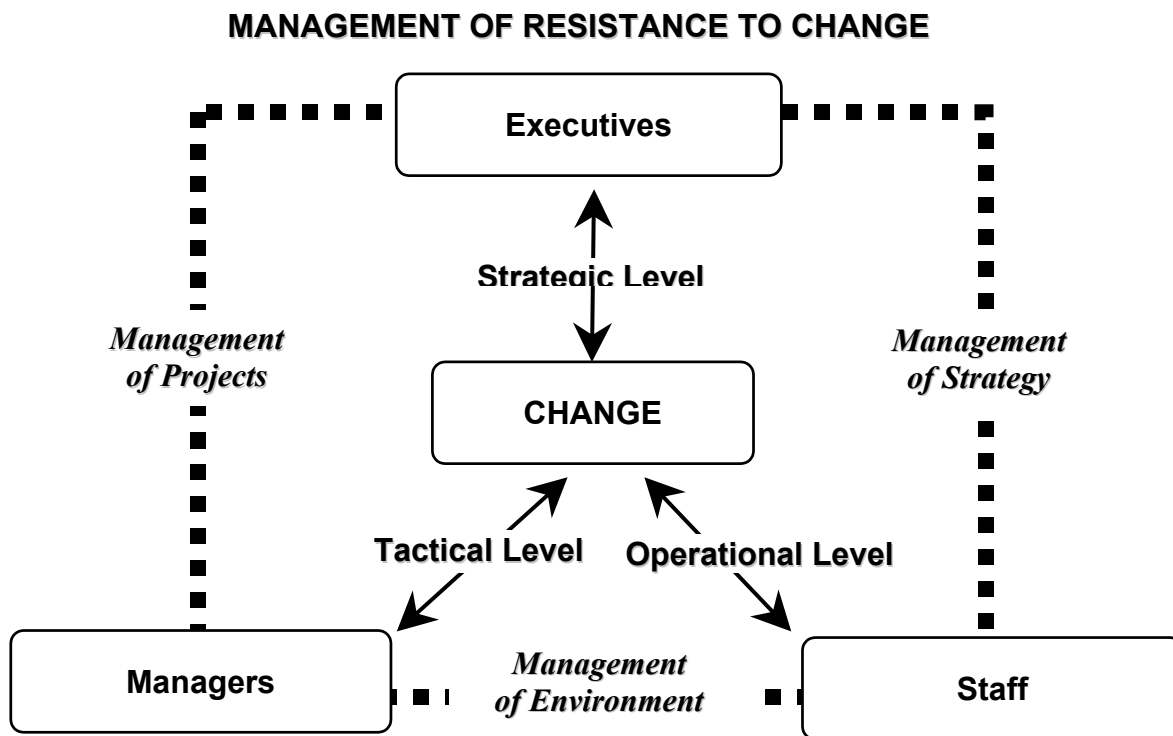 MANAGEMENT OF RESISTANCE TO CHANGE
Executives
Strategic Level
Management
of Projects
Management
of Strategy
CHANGE
Tactical Level
Operational Level
Managers
Management
of Environment
Staff